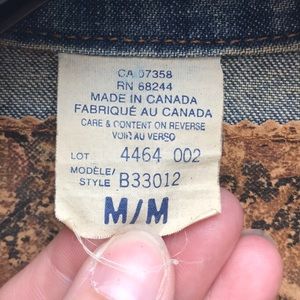 CA 07358
RN 68244
MADE IN CANADA
FABRIQUÉ AU CANADA
CARE & CONTENT ON REVERSE
VOIR AU VERSO
LOT 4464 002
MODÈLE/
STYLE B33012
M/M